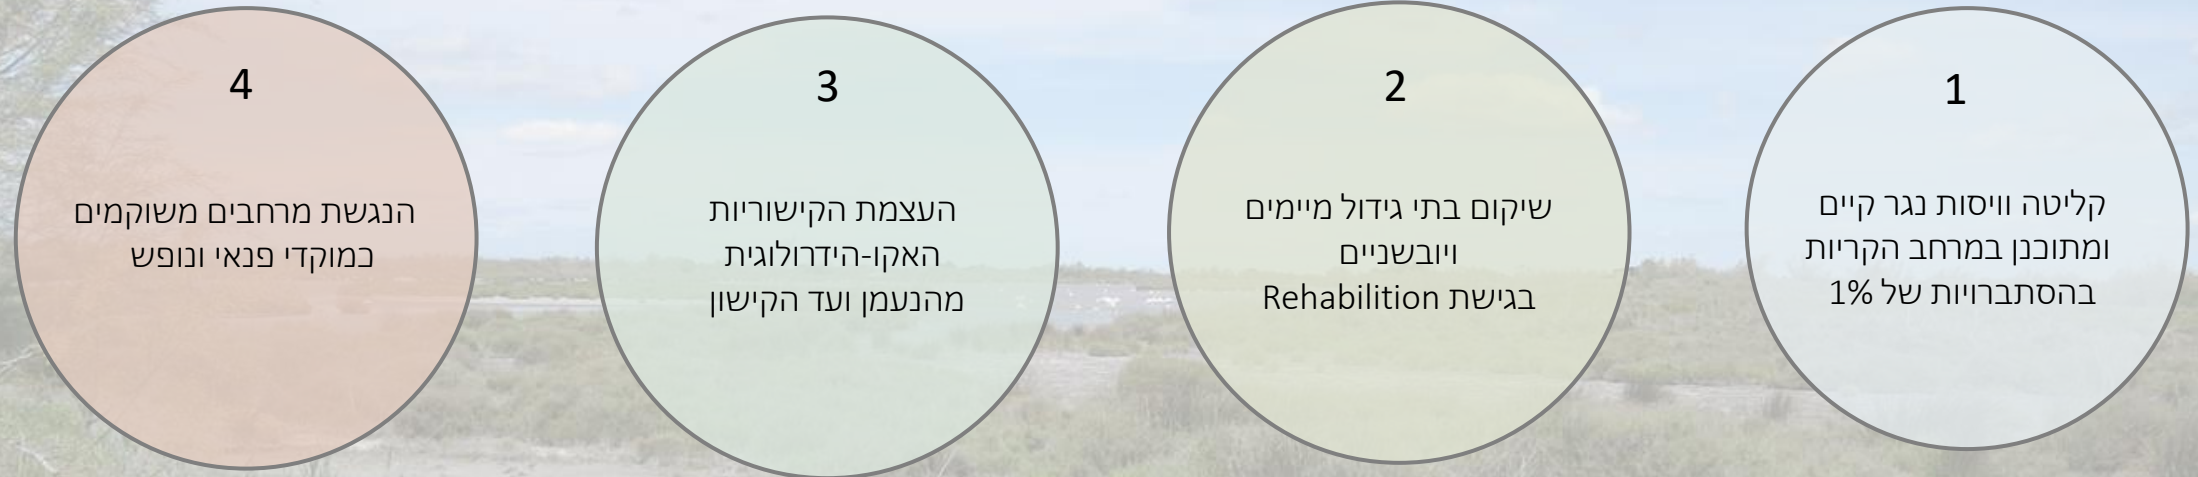 1
קליטה וויסות נגר קיים
ומתוכנן במרחב הקריות
בהסתברויות של 1%
2
שיקום בתי גידול מיימים
ויובשניים
בגישת Rehabilition
3
העצמת הקישוריות
האקו-הידרולוגית
מהנעמן ועד הקישון
4
הנגשת מרחבים משוקמים
כמוקדי פנאי ונופש